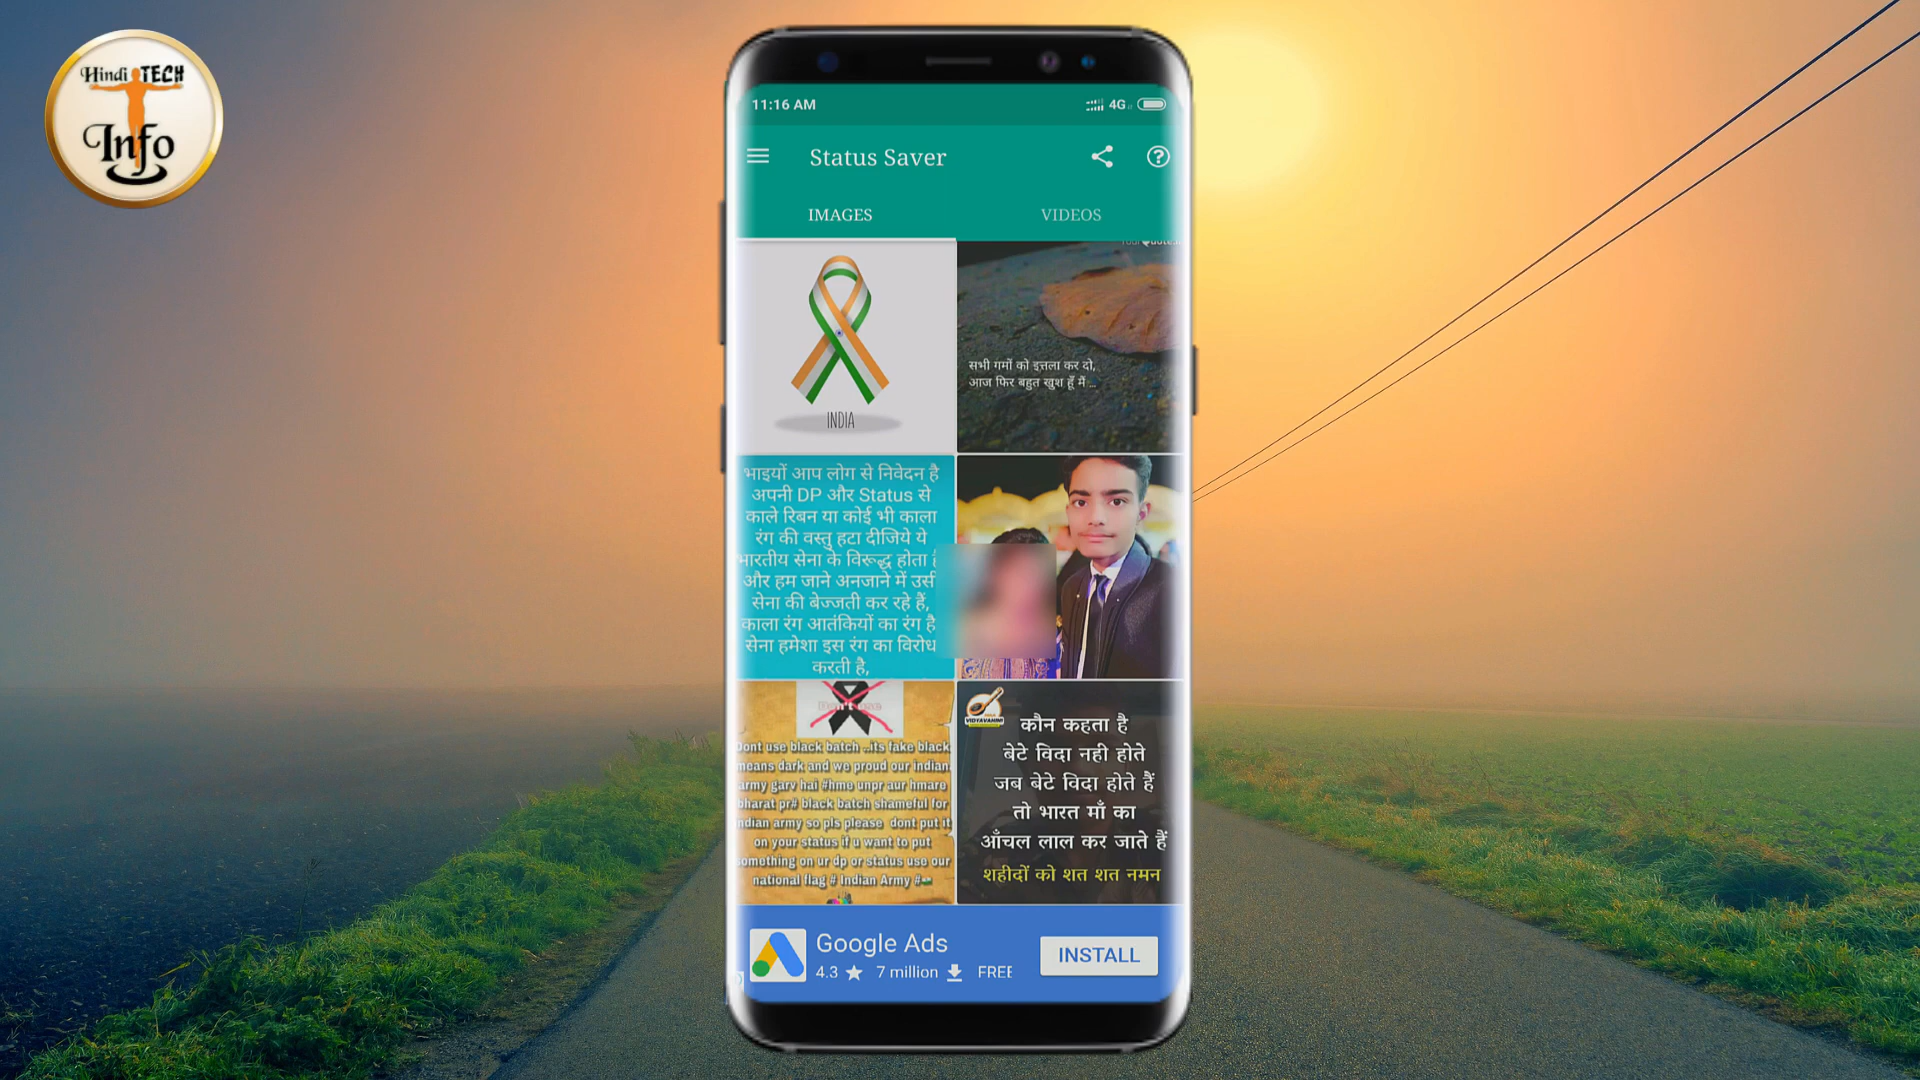 Hindi TECH
Info
11:16 AM
4G
Status Saver
IMAGES
VIDEOS
INDIA
सभी गमों को इत्तला कर दो,
आज फिर बहुत खुश हूँ मैं...
भाइयों आप लोग से निवेदन है
अपनी DP और Status से
काले रिबन या कोई भी काला
रंग की वस्तु हटा दीजिये ये
भारतीय सेना के विरूद्ध होता
और हम जाने अनजाने में उसी
सेना की बेज्जती कर रहे हैं,
काला रंग आतंकियों का रंग है
सेना हमेशा इस रंग का विरोध
करती है,
Don't use
Dont use black batch ..its fake black
means dark and we proud our indian
army garv hai #hme unpr aur hmare
bharat pr# black batch shameful for
indian army so pls please dont put it
on your status if u want to put
something on ur dp or status use our
national flag # Indian Army #
VIDYAVAHINI
कौन कहता है
बेटे विदा नही होते
जब बेटे विदा होते हैं
तो भारत माँ का
आँचल लाल कर जाते हैं
शहीदों को शत शत नमन
Google Ads
4.3 ★ 7 million FREE
INSTALL